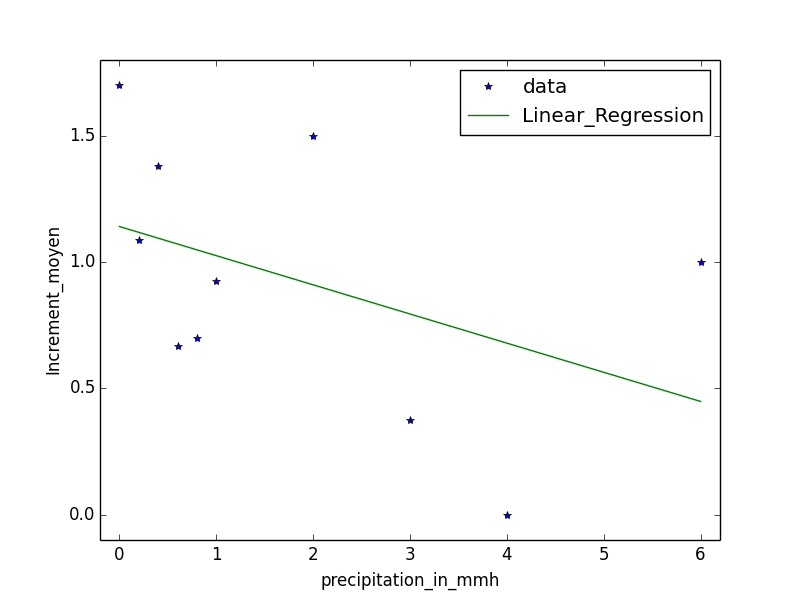 data
Linear_Regression
1.5
1.0
0.5
0.0
Increment_moyen
0 1 2 3 4 5 6
precipitation_in_mmh